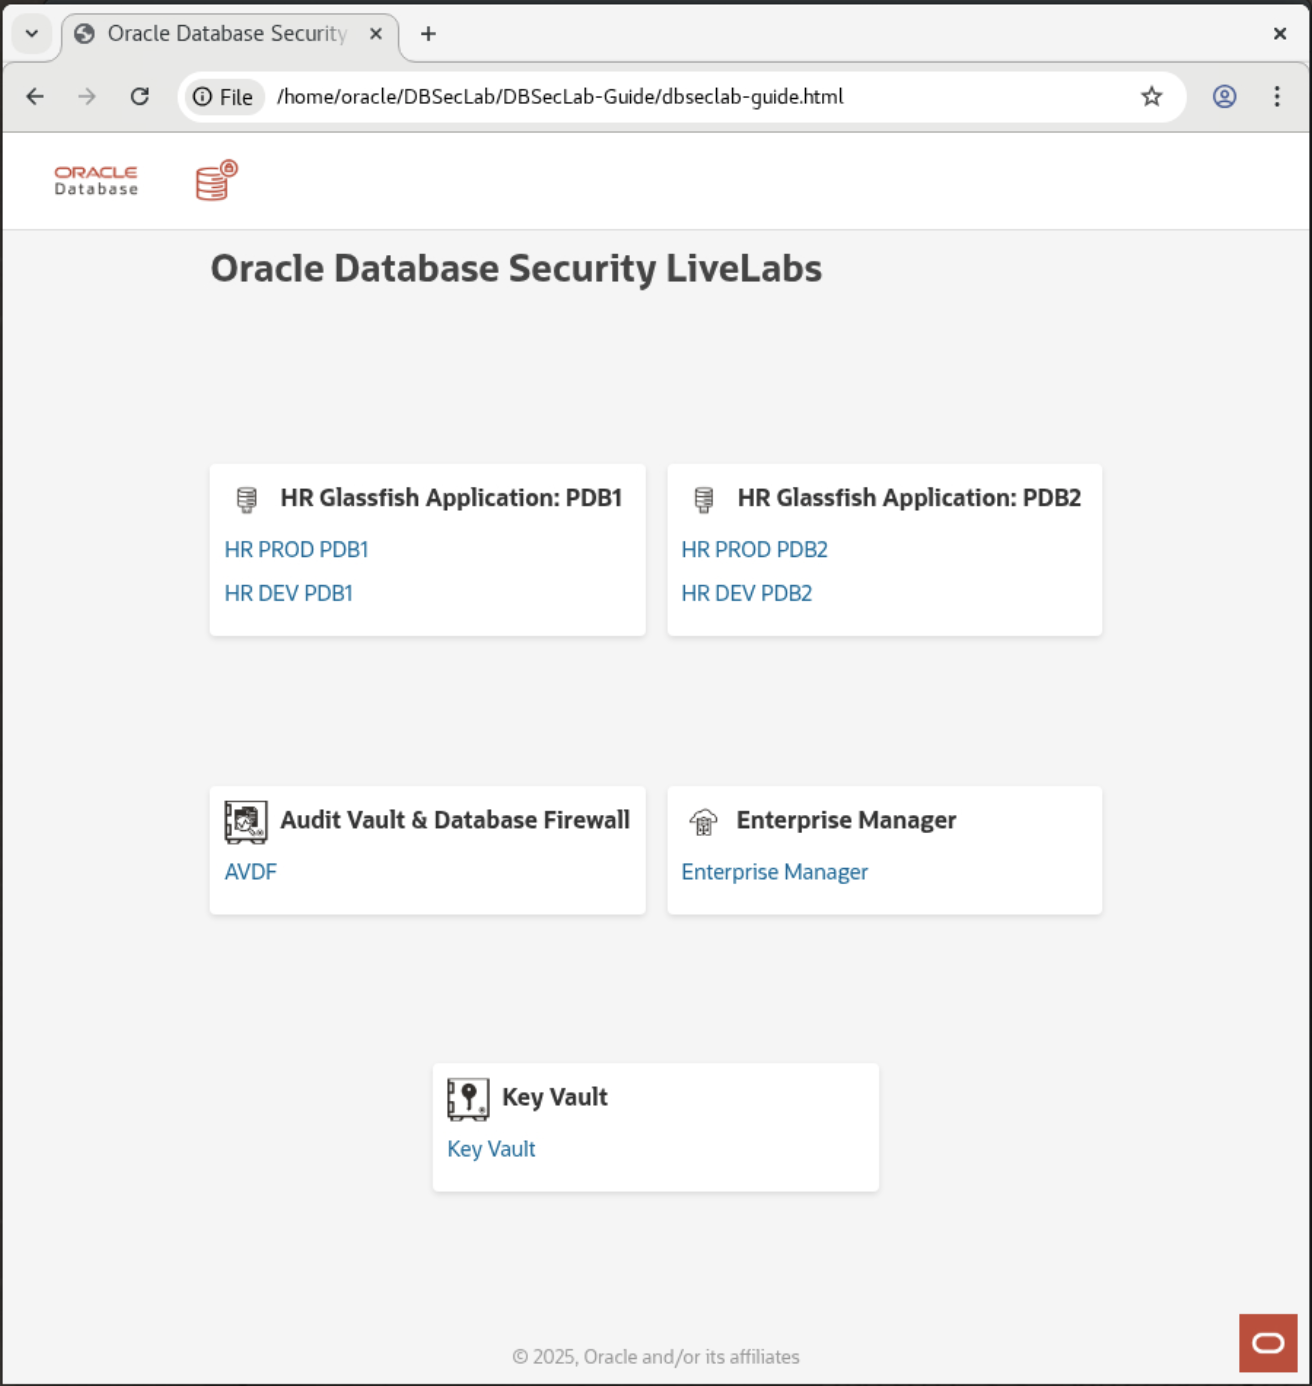 Oracle Database Security
File /home/oracle/DBSecLab/DBSecLab-Guide/dbseclab-guide.html
ORACLE
Database
Oracle Database Security LiveLabs
HR Glassfish Application: PDB1
HR PROD PDB1
HR DEV PDB1
HR Glassfish Application: PDB2
HR PROD PDB2
HR DEV PDB2
Audit Vault & Database Firewall
AVDF
Enterprise Manager
Enterprise Manager
Key Vault
Key Vault
© 2025, Oracle and/or its affiliates